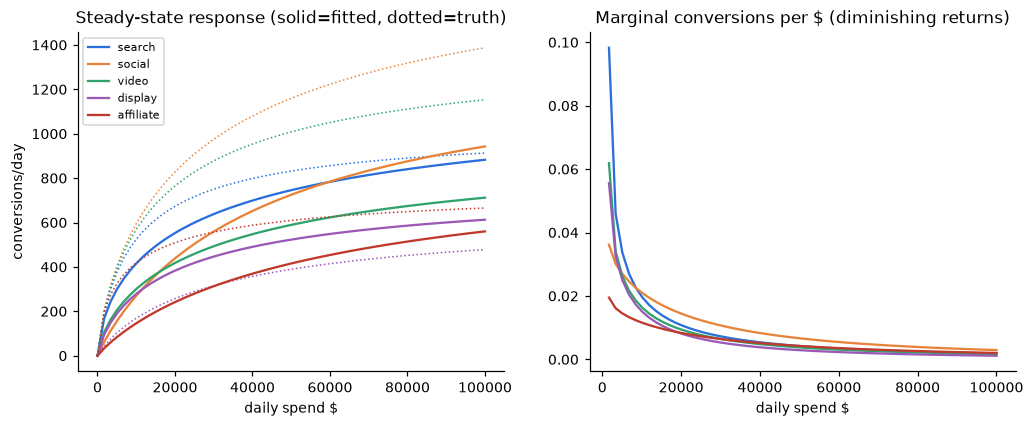 Steady-state response (solid=fitted, dotted=truth)
1400
1200
1000
800
600
400
200
0
conversions/day
search
social
video
display
affiliate
0 20000 40000 60000 80000 100000
daily spend $
Marginal conversions per $ (diminishing returns)
0.10
0.08
0.06
0.04
0.02
0.00
0 20000 40000 60000 80000 100000
daily spend $